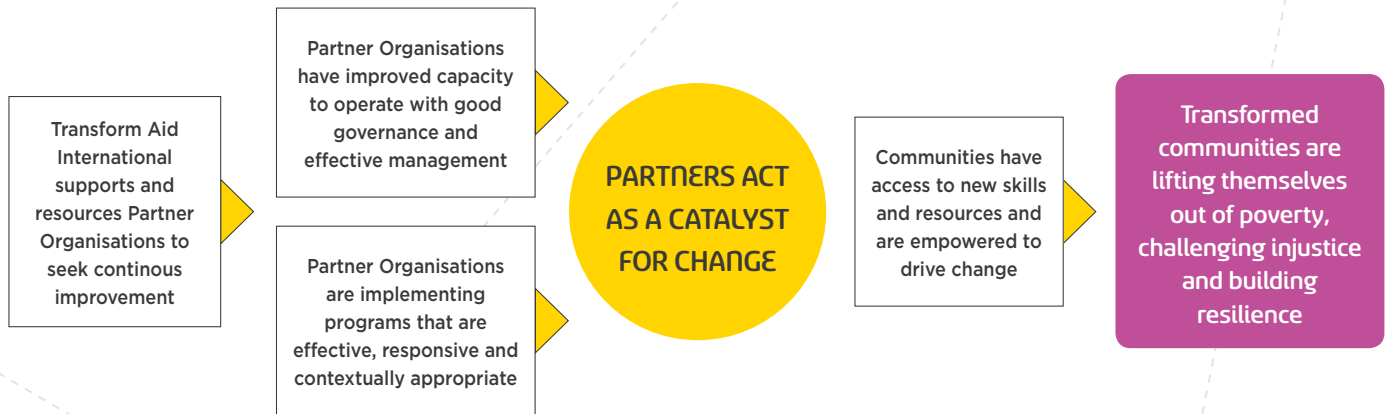 Transform Aid
International
supports and
resources Partner
Organisations to
seek continous
improvement
Partner Organisations
have improved capacity
to operate with good
governance and
effective management
Partner Organisations
are implementing
programs that are
effective, responsive and
contextually appropriate
PARTNERS ACT
AS A CATALYST
FOR CHANGE
Communities have
access to new skills
and resources and
are empowered to
drive change
Transformed
communities are
lifting themselves
out of poverty,
challenging injustice
and building
resilience